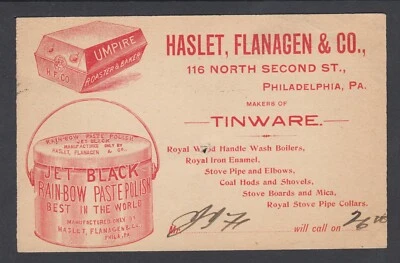 UMPIRE
ROASTER & BAKER
H.F. CO.
RAIN-BOW PASTE POLISH
JET BLACK
MANUFACTURED ONLY BY
HASLET, FLANAGEN & CO.
JET BLACK
RAIN-BOW PASTE POLISH
BEST IN THE WORLD
MANUFACTURED ONLY BY
HASLET, FLANAGEN & CO.
PHILA. PA.
HASLET, FLANAGEN & CO.,
116 NORTH SECOND ST.,
PHILADELPHIA, PA.
MAKERS OF
TINWARE.
Royal Wood Handle Wash Boilers,
Royal Iron Enamel,
Stove Pipe and Elbows,
Coal Hods and Shovels,
Stove Boards and Mica,
Royal Stove Pipe Collars.
will call on 26